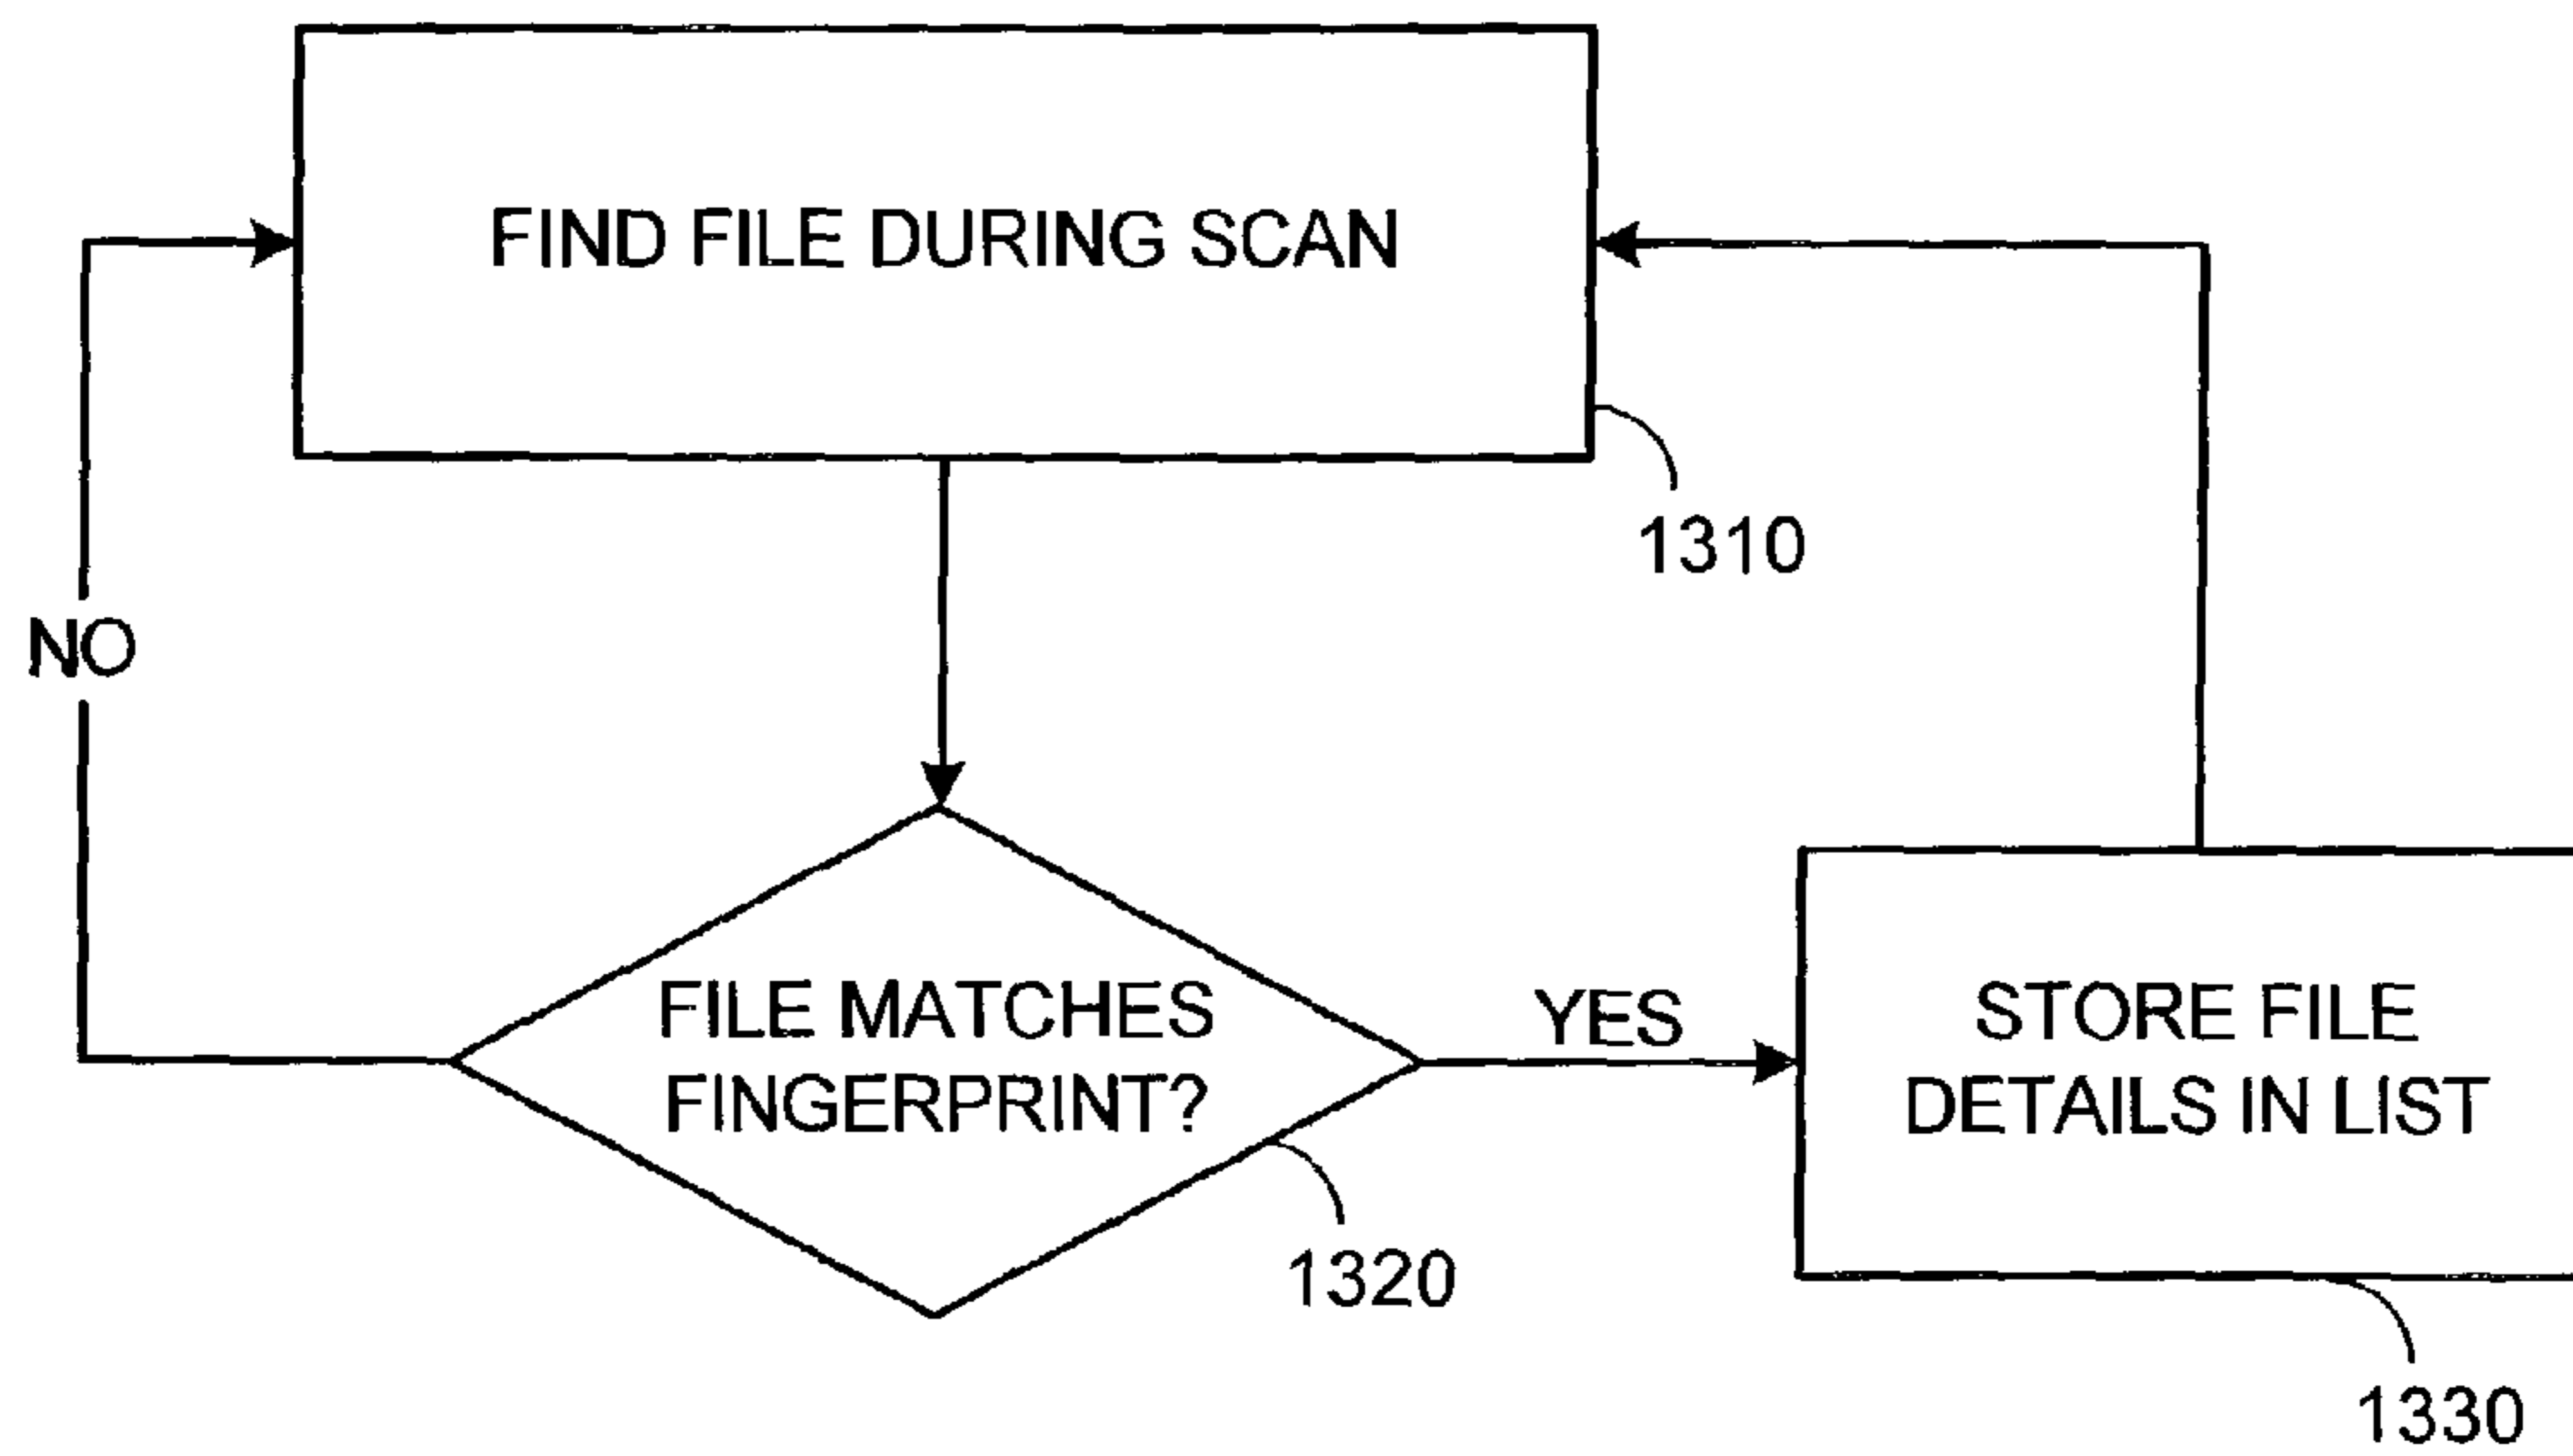 FIND FILE DURING SCAN
1310
NO
FILE MATCHES
FINGERPRINT?
1320
YES
STORE FILE
DETAILS IN LIST
1330